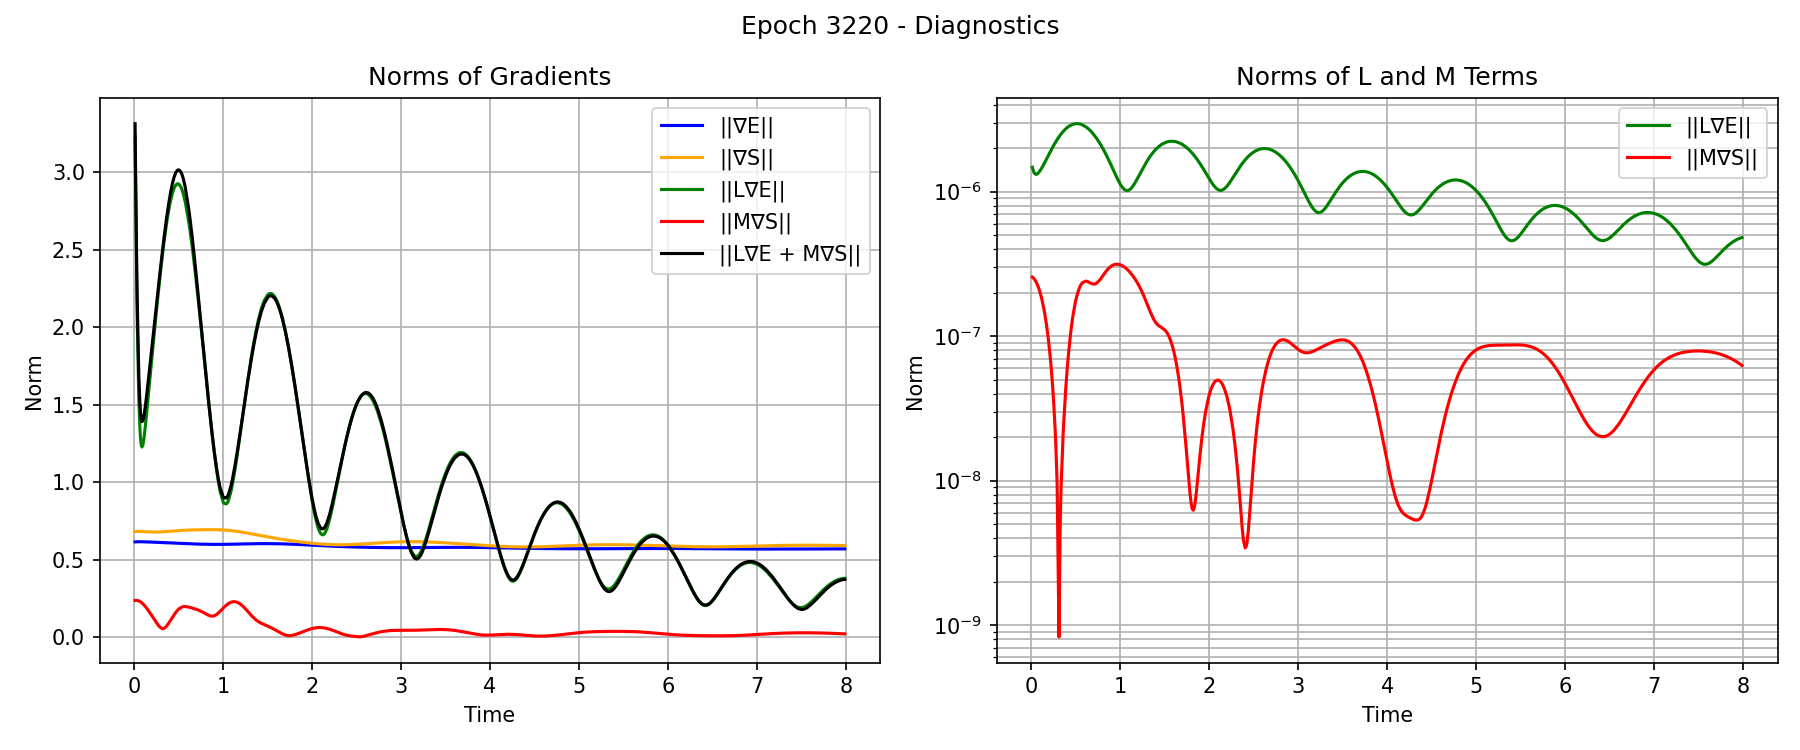 Epoch 3220 - Diagnostics
Norms of Gradients
Norm
3.0
2.5
2.0
1.5
1.0
0.5
0.0
0 1 2 3 4 5 6 7 8
Time
||∇E||
||∇S||
||L∇E||
||M∇S||
||L∇E + M∇S||
Norms of L and M Terms
Norm
10⁻⁶
10⁻⁷
10⁻⁸
10⁻⁹
0 1 2 3 4 5 6 7 8
Time
||L∇E||
||M∇S||